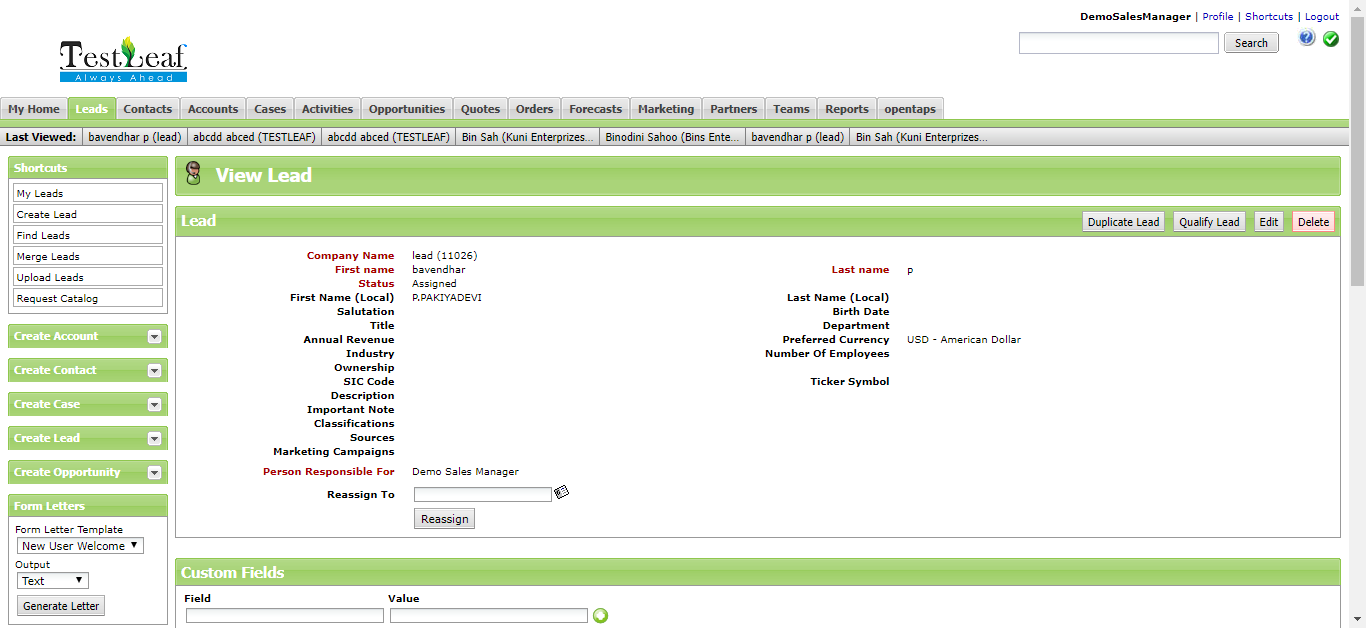 DemoSalesManager | Profile | Shortcuts | Logout
Search
TestLeaf
Always Ahead
My Home Leads Contacts Accounts Cases Activities Opportunities Quotes Orders Forecasts Marketing Partners Teams Reports opentaps
Last Viewed: bavendhar p (lead) abcdd abced (TESTLEAF) abcdd abced (TESTLEAF) Bin Sah (Kuni Enterprizes... Binodini Sahoo (Bins Ente... bavendhar p (lead) Bin Sah (Kuni Enterprizes...
Shortcuts
My Leads
Create Lead
Find Leads
Merge Leads
Upload Leads
Request Catalog
Create Account
Create Contact
Create Case
Create Lead
Create Opportunity
Form Letters
Form Letter Template
New User Welcome
Output
Text
Generate Letter
View Lead
Lead Duplicate Lead Qualify Lead Edit Delete
Company Name lead (11026)
First name bavendhar Last name p
Status Assigned
First Name (Local) P.PAKIYADEVI Last Name (Local)
Salutation Birth Date
Title Department
Annual Revenue Preferred Currency USD - American Dollar
Industry Number Of Employees
Ownership
SIC Code Ticker Symbol
Description
Important Note
Classifications
Sources
Marketing Campaigns
Person Responsible For Demo Sales Manager
Reassign To
Reassign
Custom Fields
Field Value